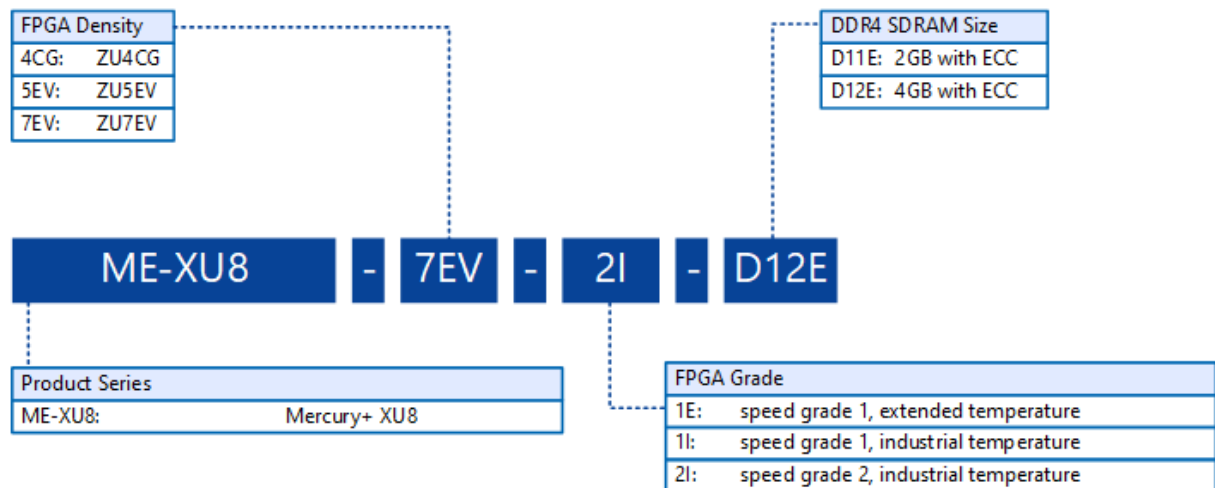 FPGA Density
4CG: ZU4CG
5EV: ZU5EV
7EV: ZU7EV
DDR4 SDRAM Size
D11E: 2GB with ECC
D12E: 4GB with ECC
ME-XU8 - 7EV - 2I - D12E
Product Series
ME-XU8: Mercury+ XU8
FPGA Grade
1E: speed grade 1, extended temperature
1I: speed grade 1, industrial temperature
2I: speed grade 2, industrial temperature